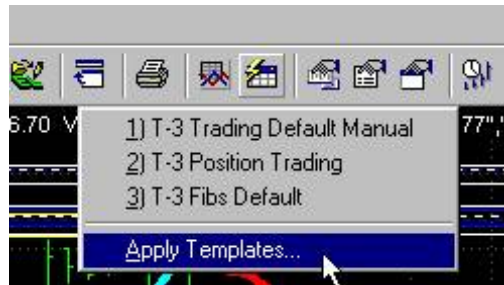 6.70 V
77","
1) T-3 Trading Default Manual
2) T-3 Position Trading
3) T-3 Fibs Default
Apply Templates...